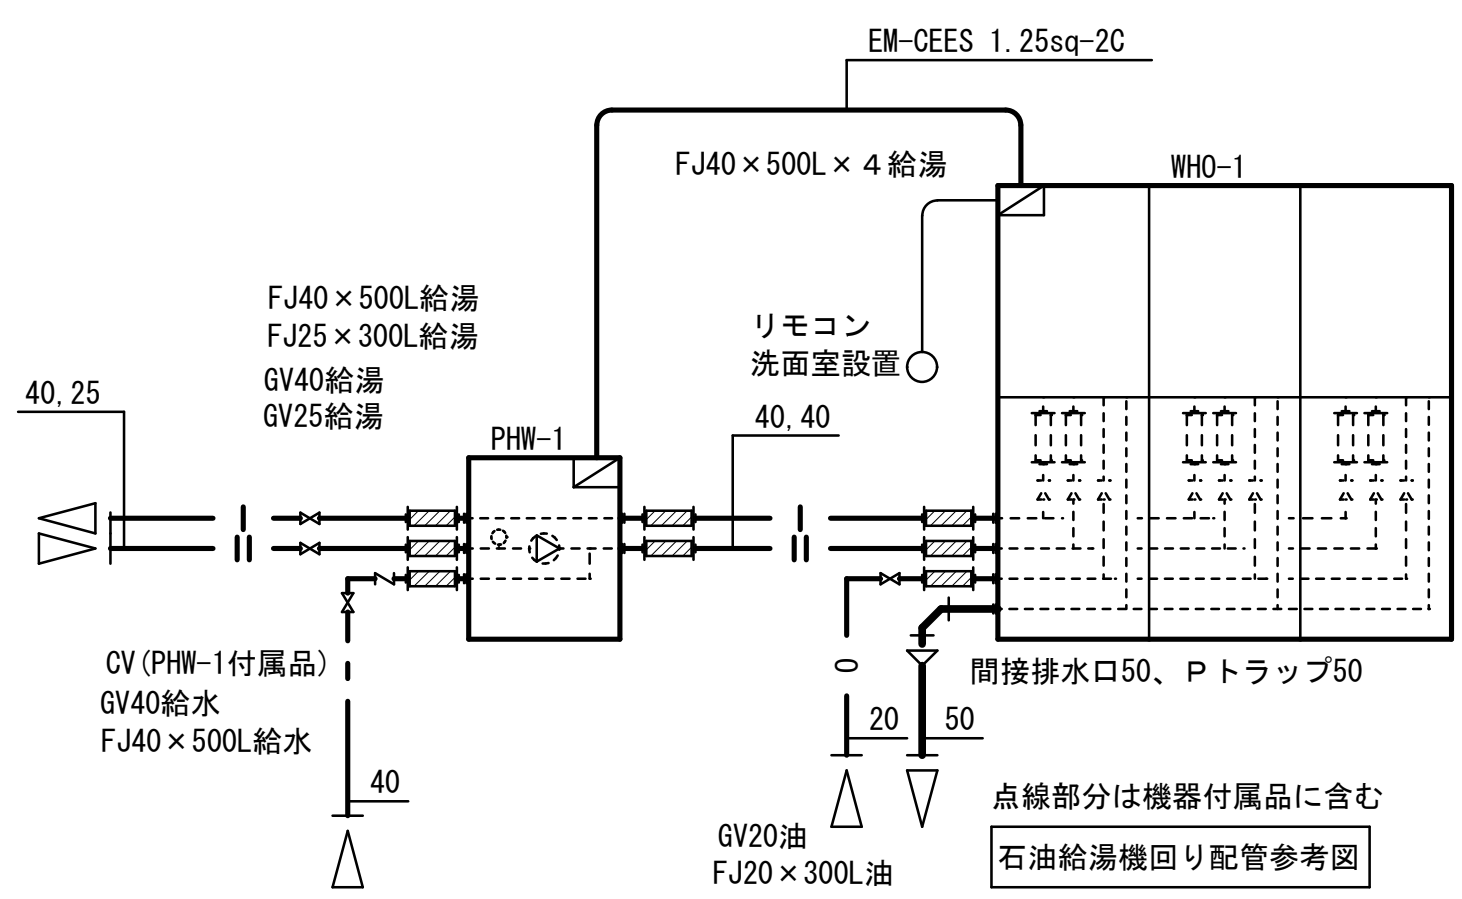 EM-CEES 1.25sq-2C
FJ40×500L×４給湯
WHO-1
FJ40×500L給湯
FJ25×300L給湯
GV40給湯
GV25給湯
リモコン
洗面室設置
40,25
PHW-1
40,40
CV(PHW-1付属品)
GV40給水
FJ40×500L給水
40
O
間接排水口50、Ｐトラップ50
20
50
GV20油
FJ20×300L油
点線部分は機器付属品に含む
石油給湯機回り配管参考図